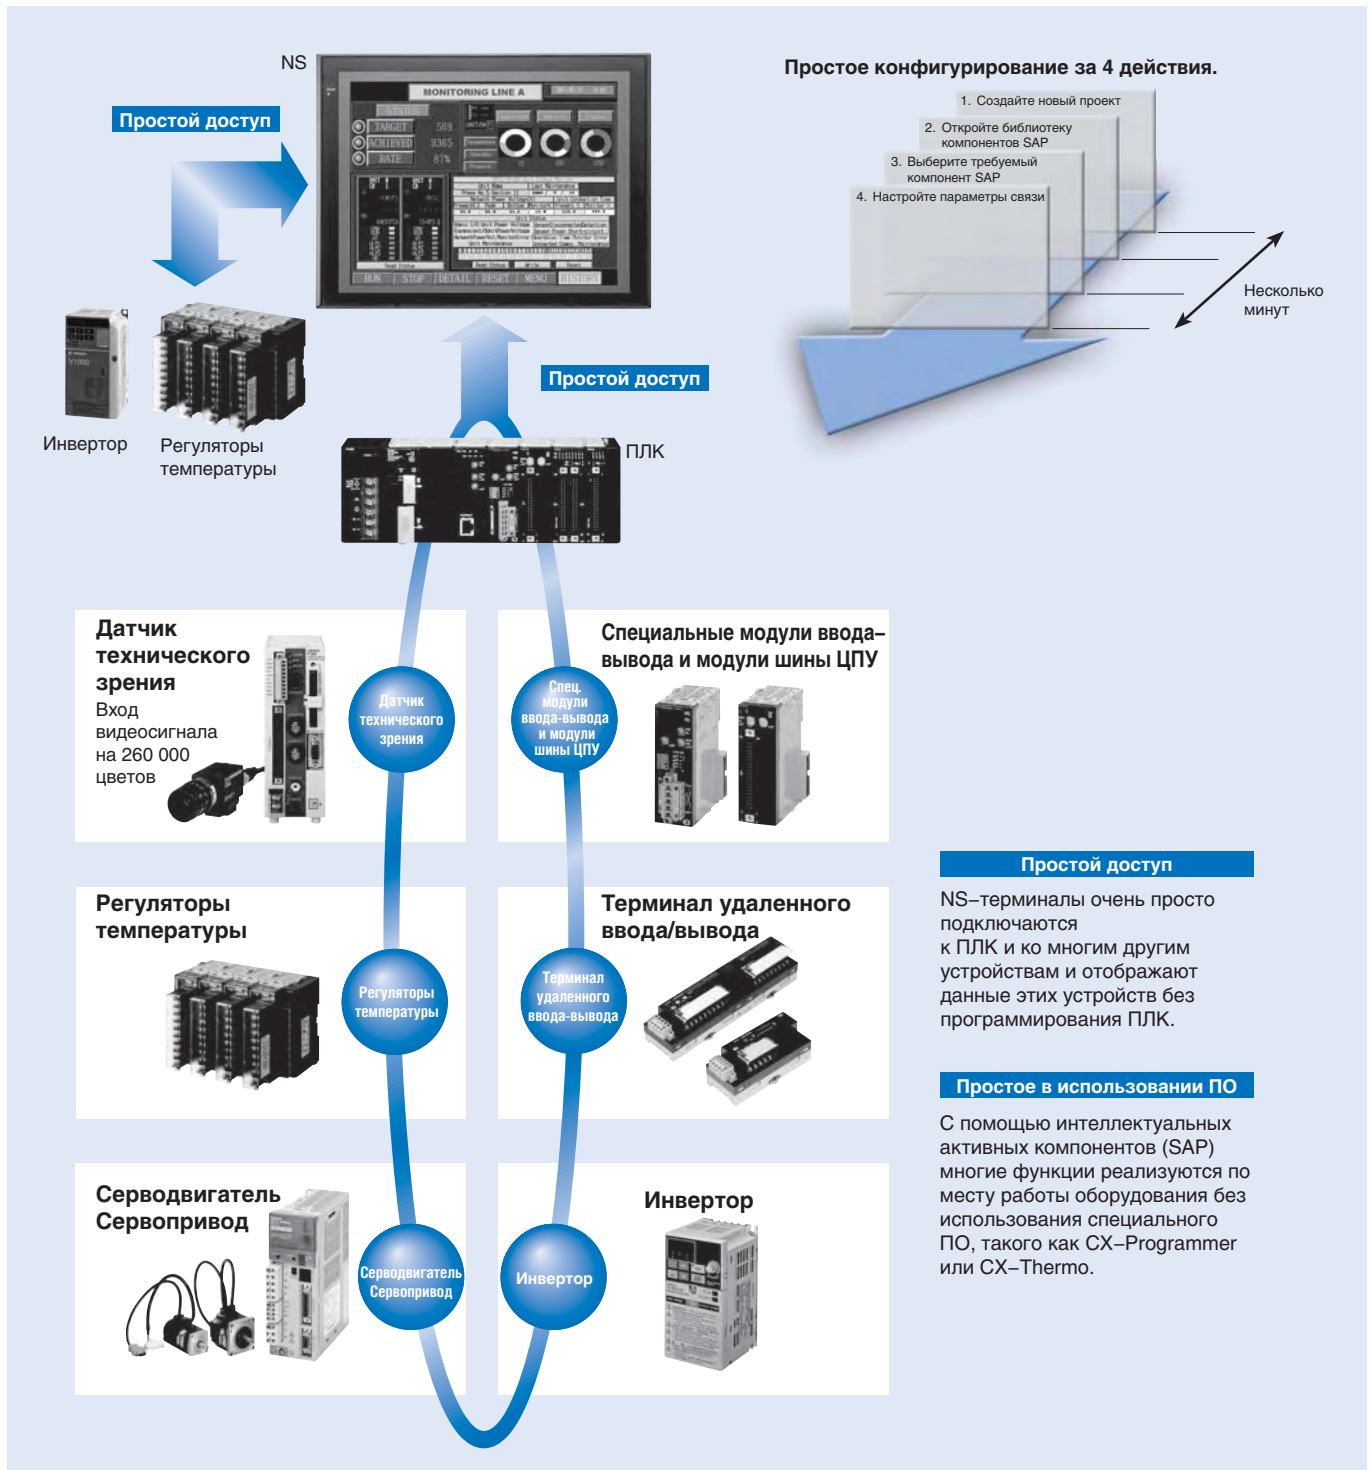 NS
Простой доступ
MONITORING LINE A
STATUS
TARGET 569
ACHIEVED 9365
RATE 87%
RUN STOP DETAIL RESET MENU HISTORY
Простое конфигурирование за 4 действия.
1. Создайте новый проект
2. Откройте библиотеку
компонентов SAP
3. Выберите требуемый
компонент SAP
4. Настройте параметры связи
Несколько
минут
V1000
Инвертор
Регуляторы
температуры
Простой доступ
ПЛК
Датчик
технического
зрения
Вход
видеосигнала
на 260 000
цветов
Датчик
технического
зрения
Специальные модули ввода–
вывода и модули шины ЦПУ
Спец.
модули
ввода-вывода
и модули
шины ЦПУ
Регуляторы
температуры
Регуляторы
температуры
Терминал удаленного
ввода/вывода
Терминал
удаленного
ввода-вывода
Серводвигатель
Сервопривод
Серводвигатель
Сервопривод
Инвертор
Инвертор
Простой доступ
NS–терминалы очень просто
подключаются
к ПЛК и ко многим другим
устройствам и отображают
данные этих устройств без
программирования ПЛК.
Простое в использовании ПО
С помощью интеллектуальных
активных компонентов (SAP)
многие функции реализуются по
месту работы оборудования без
использования специального
ПО, такого как CX–Programmer
или CX–Thermo.